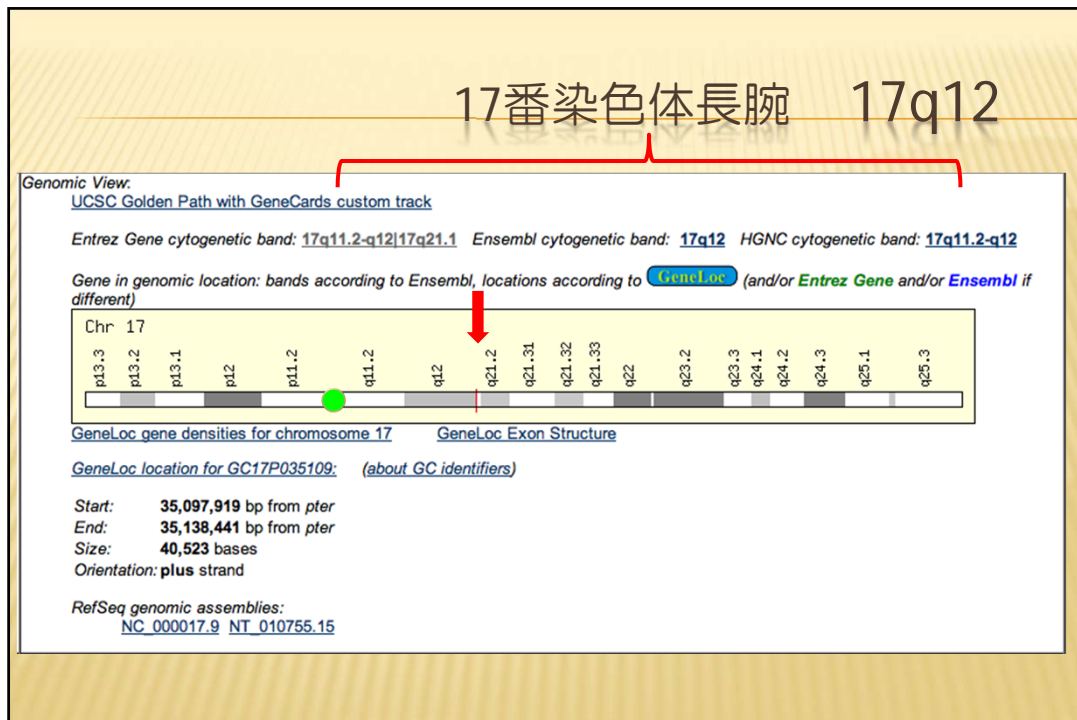 17番染色体長腕 17q12
Genomic View:
UCSC Golden Path with GeneCards custom track
Entrez Gene cytogenetic band: 17q11.2-q12|17q21.1 Ensembl cytogenetic band: 17q12 HGNC cytogenetic band: 17q11.2-q12
Gene in genomic location: bands according to Ensembl, locations according to GeneLoc (and/or Entrez Gene and/or Ensembl if
different)
Chr 17
p13.3 p13.2 p13.1 p12 p11.2 q11.2 q12 q21.2 q21.31 q21.32 q21.33 q22 q23.2 q23.3 q24.1 q24.2 q24.3 q25.1 q25.3
GeneLoc gene densities for chromosome 17 GeneLoc Exon Structure
GeneLoc location for GC17P035109: (about GC identifiers)
Start: 35,097,919 bp from pter
End: 35,138,441 bp from pter
Size: 40,523 bases
Orientation: plus strand
RefSeq genomic assemblies:
NC_000017.9 NT_010755.15